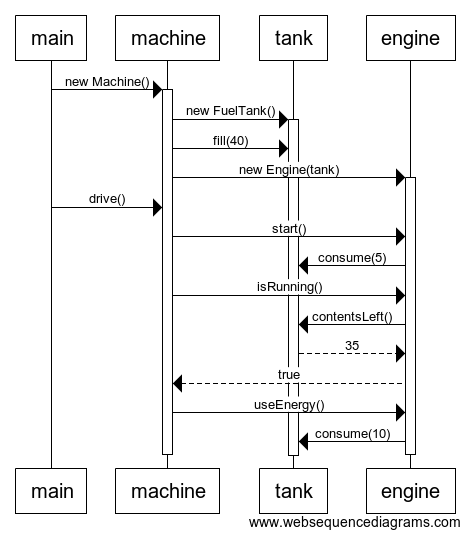 main
machine
tank
engine
new Machine()
new FuelTank()
fill(40)
new Engine(tank)
drive()
start()
consume(5)
isRunning()
contentsLeft()
35
true
useEnergy()
consume(10)
main
machine
tank
engine
www.websequencediagrams.com